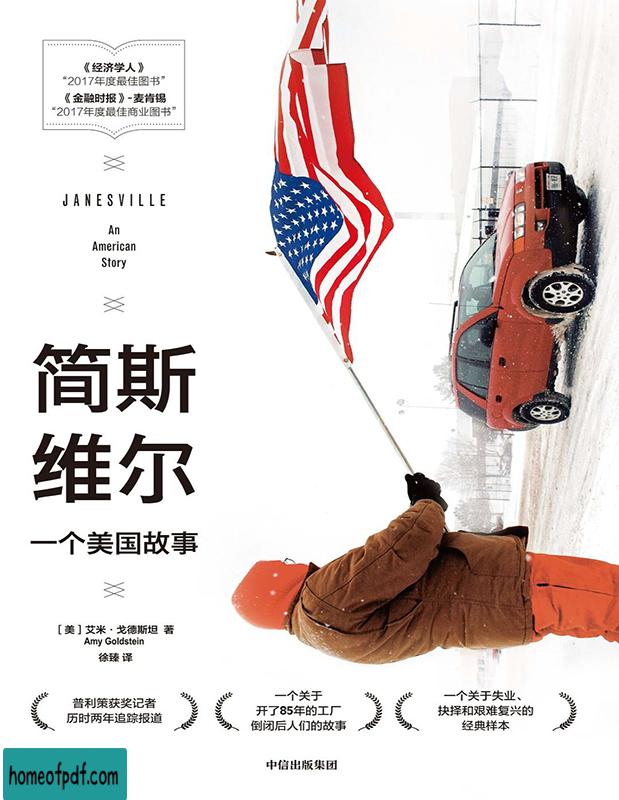 《经济学人》
“2017年度最佳图书”
《金融时报》-麦肯锡
“2017年度最佳商业图书”
JANESVILLE
An
American
Story
简斯
维尔
一个美国故事
[美] 艾米·戈德斯坦 著
Amy Goldstein
徐臻 译
普利策获奖记者
历时两年追踪报道
一个关于
开了85年的工厂
倒闭后人们的故事
一个关于失业、
抉择和艰难复兴的
经典样本
中信出版集团
homeofpdf.com